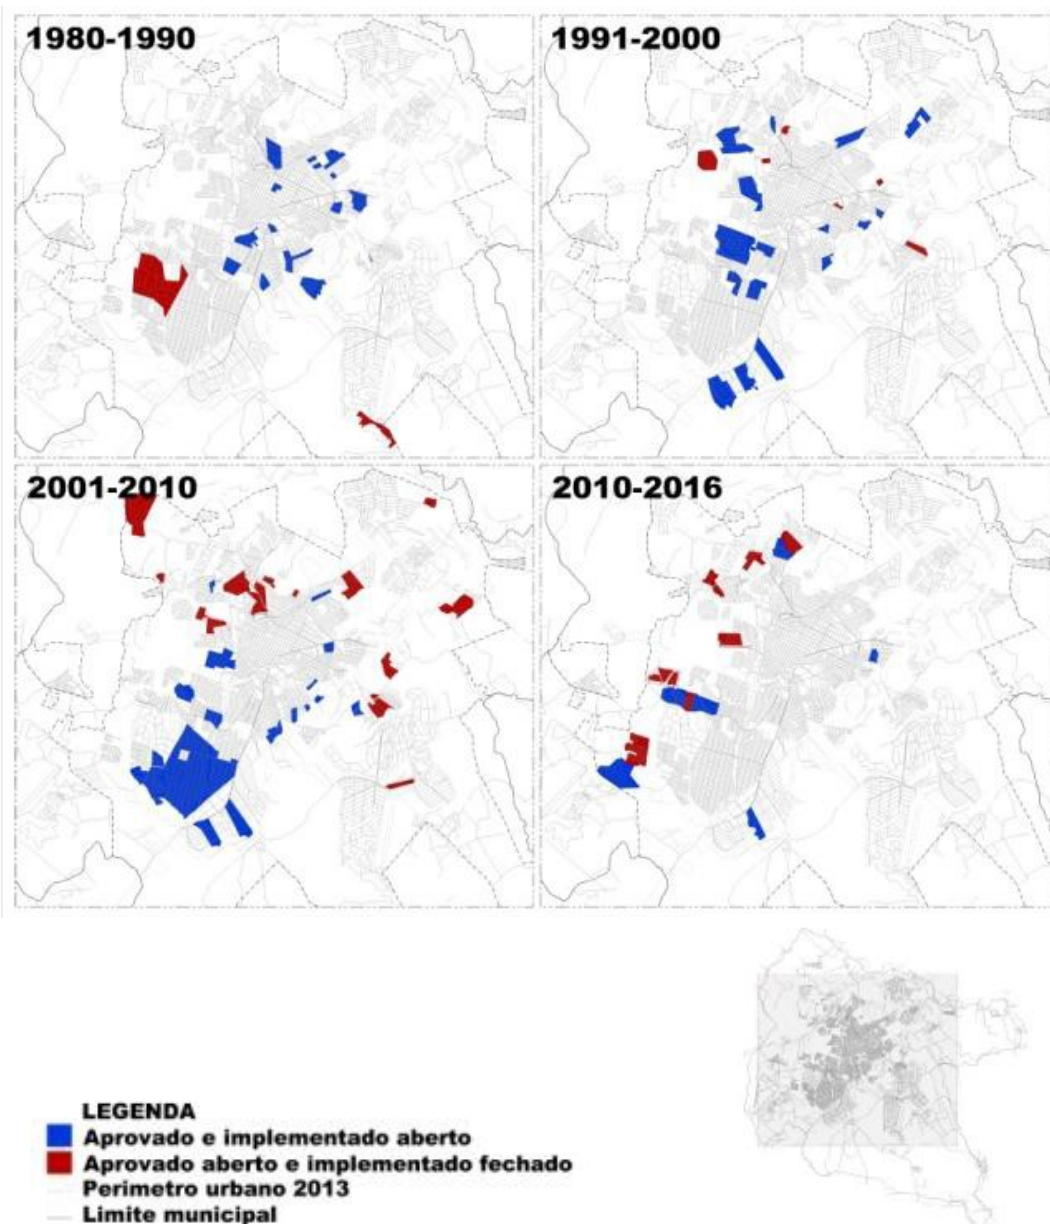 1980-1990
1991-2000
2001-2010
2010-2016
LEGENDA
Aprovado e implementado aberto
Aprovado aberto e implementado fechado
Perimetro urbano 2013
Limite municipal